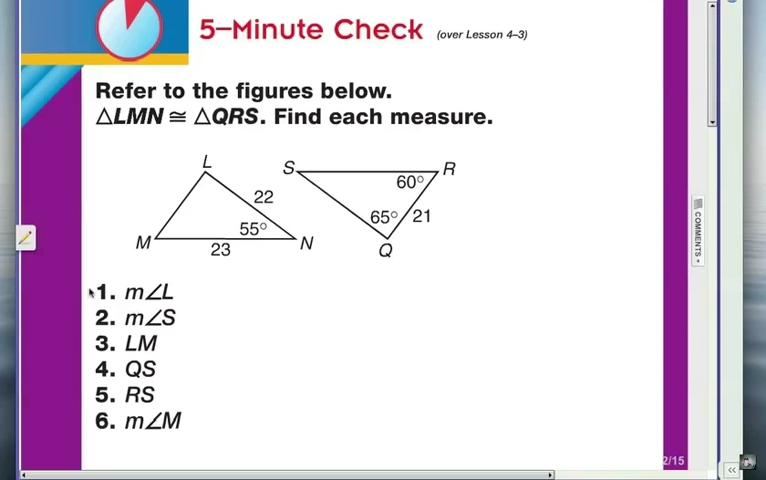 5–Minute Check (over Lesson 4–3)
Refer to the figures below.
△LMN ≅ △QRS. Find each measure.
L
S
R
60°
22
65°
21
55°
M
N
23
Q
1. m∠L
2. m∠S
3. LM
4. QS
5. RS
6. m∠M
COMMENTS
2/15